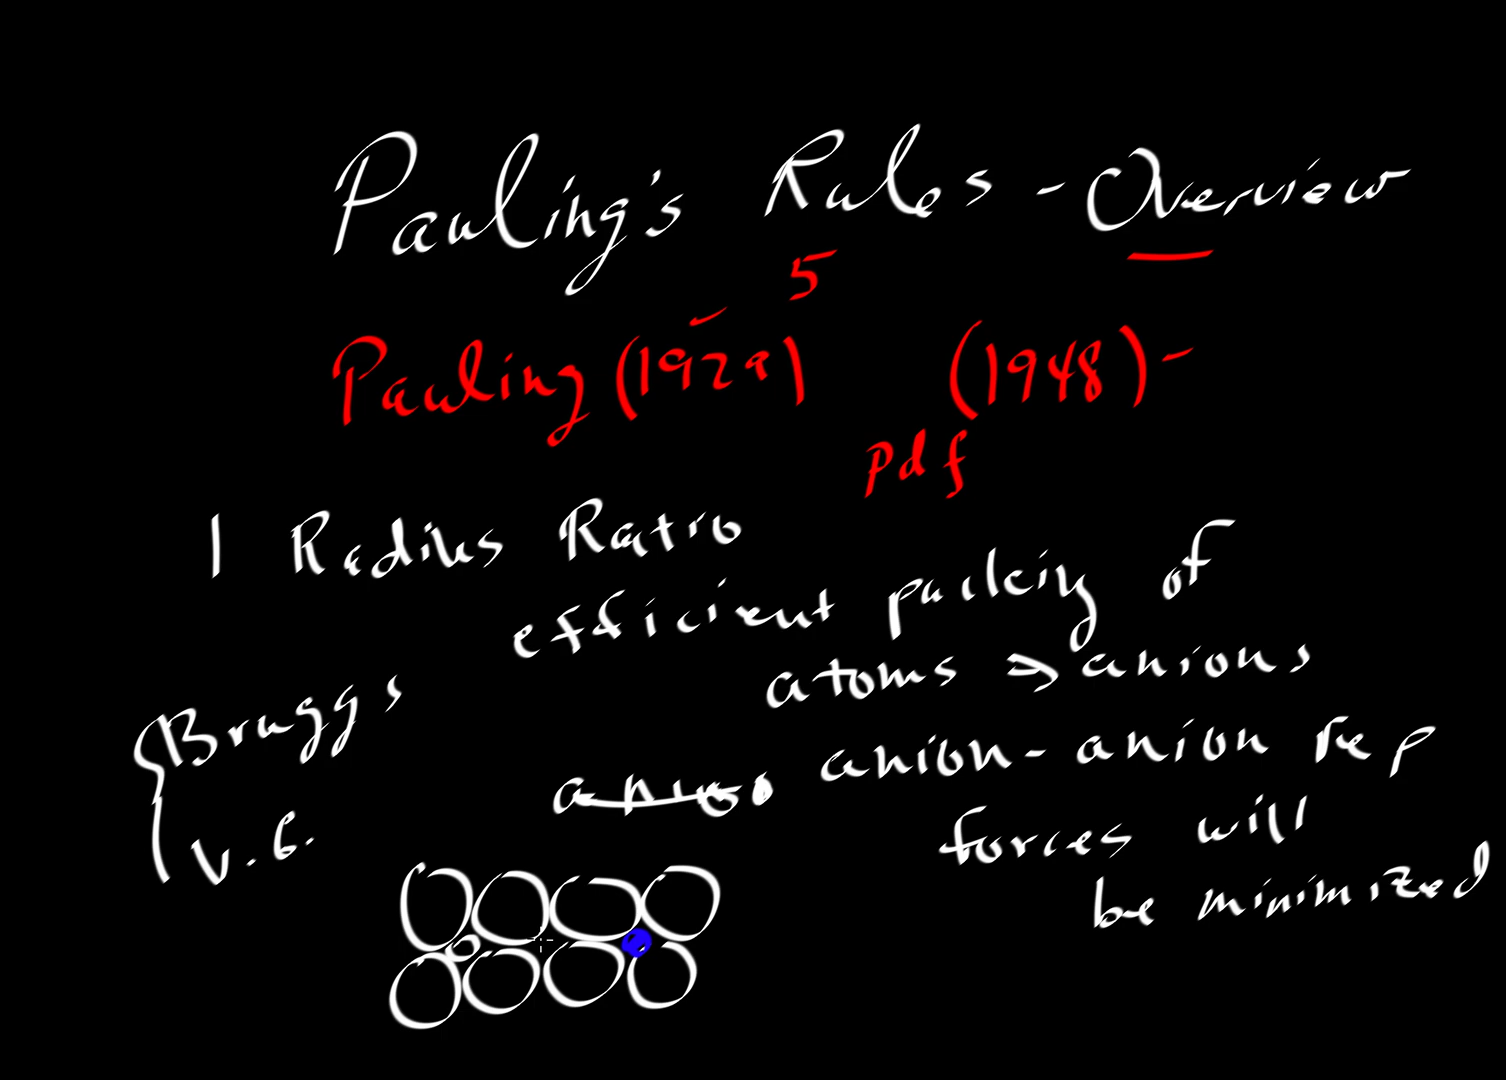 Pauling's Rules - Overview
5
Pauling (1929) (1948) -
pdf
1 Radius Ratio
efficient packing of
atoms → anions
Braggs
anion - anion rep
forces will
V.G.
be minimized